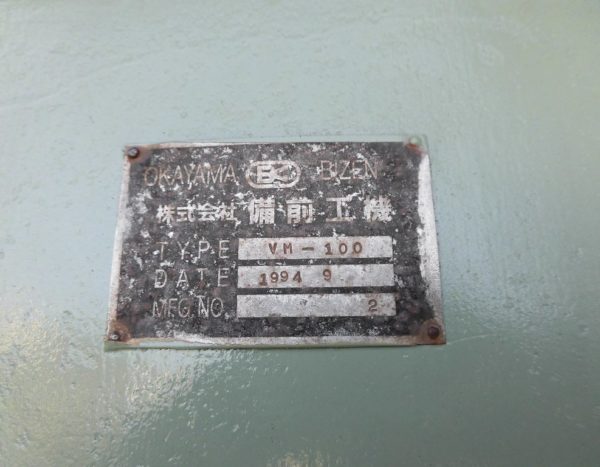 OKAYAMA BK BIZEN
株式会社 備前工機
TYPE VM-100
DATE 1994 9
MFG.NO. 2